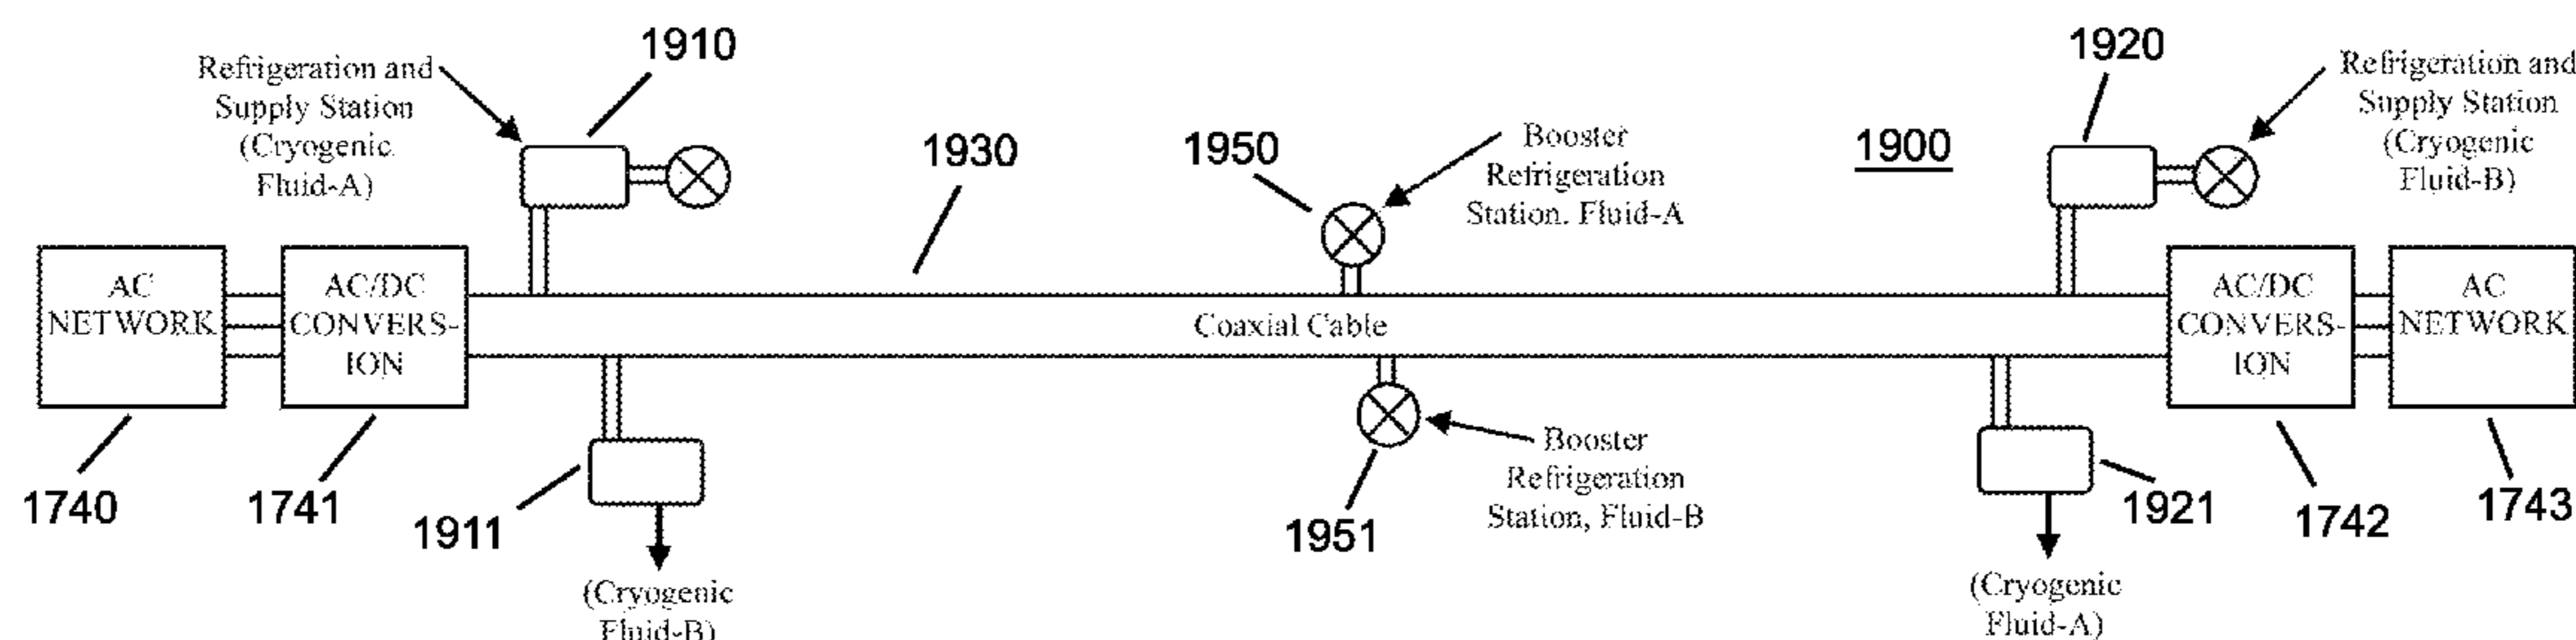 1910
Refrigeration and
Supply Station
(Cryogenic
Fluid-A)
1930
1950
Booster
Refrigeration
Station. Fluid-A
1900
1920
Refrigeration and
Supply Station
(Cryogenic
Fluid-B)
AC
NETWORK
AC/DC
CONVERS-
ION
Coaxial Cable
AC/DC
CONVERS-
ION
AC
NETWORK
1740
1741
1911
(Cryogenic
Fluid-B)
1951
Booster
Refrigeration
Station, Fluid-B
1921
(Cryogenic
Fluid-A)
1742
1743